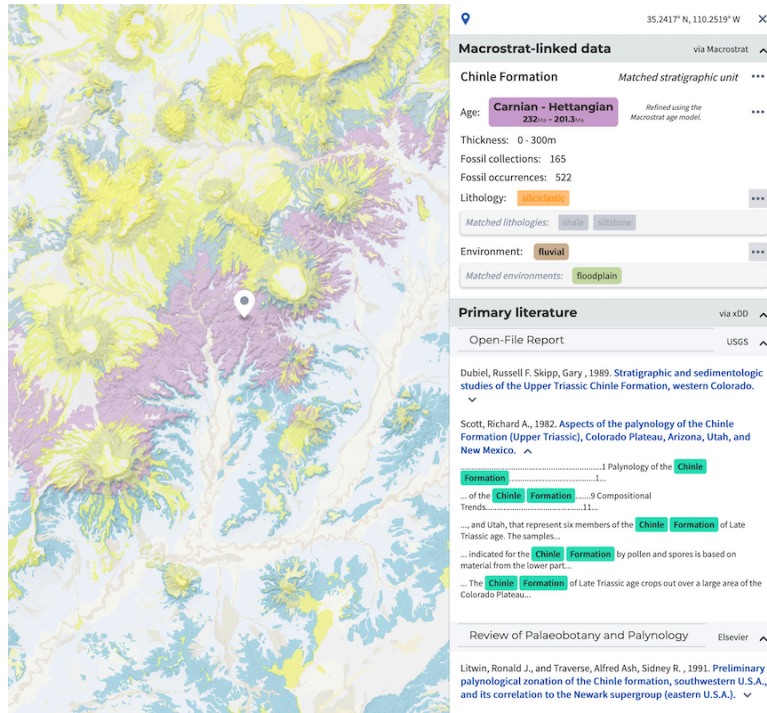 35.2417° N, 110.2519° W
Macrostrat-linked data via Macrostrat
Chinle Formation Matched stratigraphic unit
Age: Carnian - Hettangian
232Ma - 201.3Ma
Refined using the
Macrostrat age model.
Thickness: 0 - 300m
Fossil collections: 165
Fossil occurrences: 522
Lithology: siliciclastic
Matched lithologies: shale siltstone
Environment: fluvial
Matched environments: floodplain
Primary literature via xDD
Open-File Report USGS
Dubiel, Russell F. Skipp, Gary , 1989. Stratigraphic and sedimentologic
studies of the Upper Triassic Chinle Formation, western Colorado.
Scott, Richard A., 1982. Aspects of the palynology of the Chinle
Formation (Upper Triassic), Colorado Plateau, Arizona, Utah, and
New Mexico.
.......................................................1 Palynology of the Chinle
Formation.................................1...
... of the Chinle Formation......9 Compositional
Trends......................................11...
..., and Utah, that represent six members of the Chinle Formation of Late
Triassic age. The samples...
... indicated for the Chinle Formation by pollen and spores is based on
material from the lower part...
... The Chinle Formation of Late Triassic age crops out over a large area of the
Colorado Plateau...
Review of Palaeobotany and Palynology Elsevier
Litwin, Ronald J., and Traverse, Alfred Ash, Sidney R. , 1991. Preliminary
palynological zonation of the Chinle formation, southwestern U.S.A.,
and its correlation to the Newark supergroup (eastern U.S.A.).